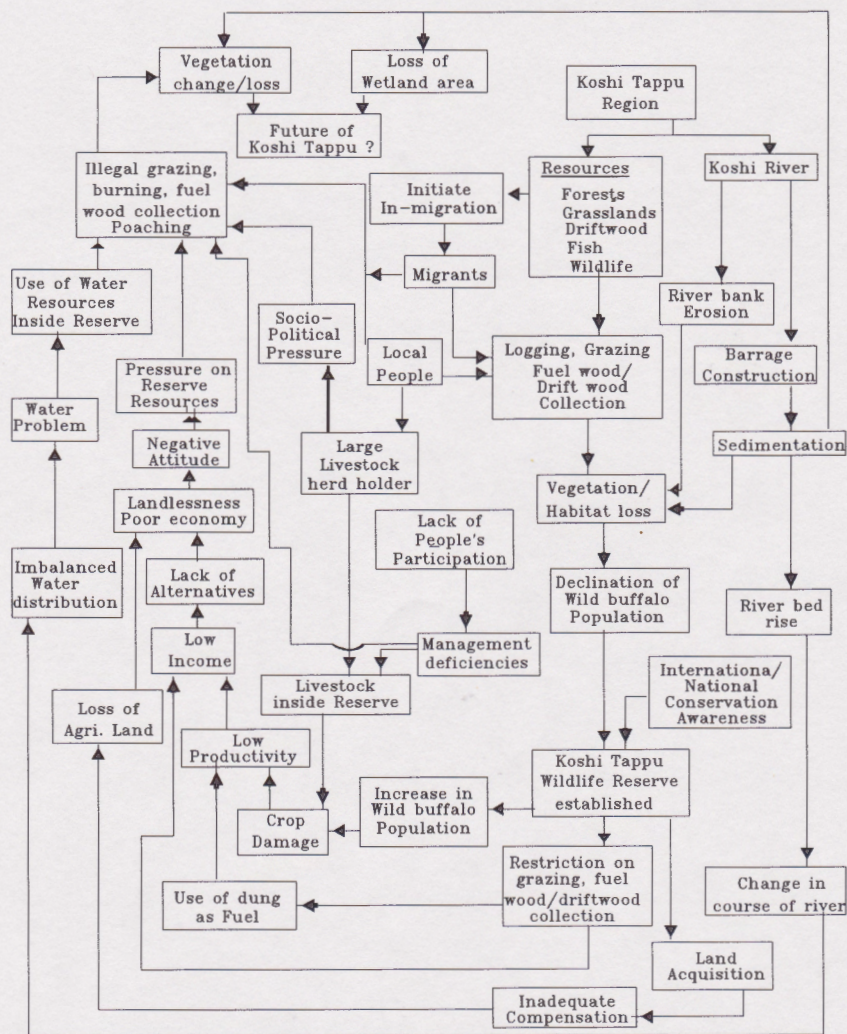 Vegetation
change/loss
Loss of
Wetland area
Koshi Tappu
Region
Future of
Koshi Tappu ?
Illegal grazing,
burning, fuel
wood collection
Poaching
Initiate
In-migration
Resources
Forests
Grasslands
Driftwood
Fish
Wildlife
Koshi River
Migrants
Use of Water
Resources
Inside Reserve
River bank
Erosion
Socio-
Political
Pressure
Local
People
Logging, Grazing
Fuel wood/
Drift wood
Collection
Barrage
Construction
Pressure on
Reserve
Resources
Water
Problem
Negative
Attitude
Large
Livestock
herd holder
Sedimentation
Landlessness
Poor economy
Vegetation/
Habitat loss
Lack of
People's
Participation
Imbalanced
Water
distribution
Lack of
Alternatives
Declination of
Wild buffalo
Population
River bed
rise
Low
Income
Management
deficiencies
Livestock
inside Reserve
Internationa/
National
Conservation
Awareness
Loss of
Agri. Land
Low
Productivity
Koshi Tappu
Wildlife Reserve
established
Increase in
Wild buffalo
Population
Crop
Damage
Restriction on
grazing, fuel
wood/driftwood
collection
Use of dung
as Fuel
Change in
course of river
Land
Acquisition
Inadequate
Compensation